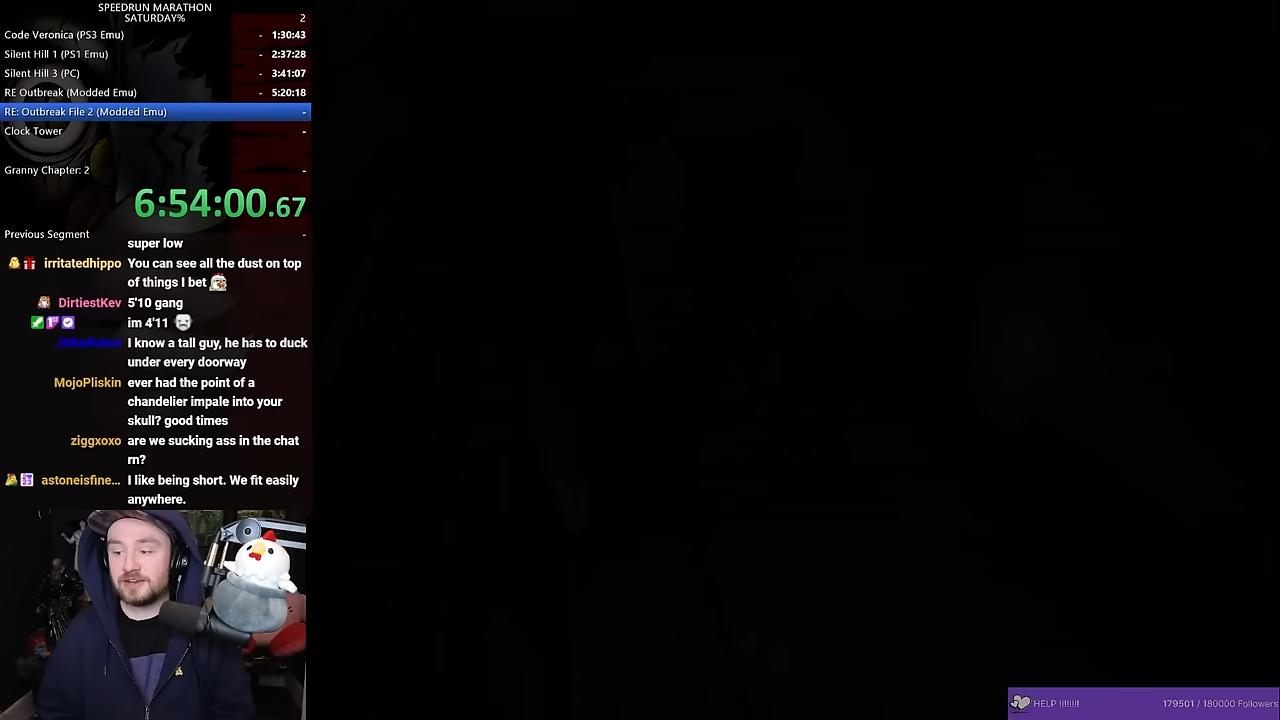 SPEEDRUN MARATHON
SATURDAY%
2
Code Veronica (PS3 Emu) - 1:30:43
Silent Hill 1 (PS1 Emu) - 2:37:28
Silent Hill 3 (PC) - 3:41:07
RE Outbreak (Modded Emu) - 5:20:18
RE: Outbreak File 2 (Modded Emu) -
Clock Tower -
Granny Chapter: 2 -
6:54:00.67
Previous Segment -
super low
irritatedhippo You can see all the dust on top
of things I bet
DirtiestKev 5'10 gang
im 4'11
I know a tall guy, he has to duck
under every doorway
MojoPliskin ever had the point of a
chandelier impale into your
skull? good times
ziggxoxo are we sucking ass in the chat
rn?
astoneisfine... I like being short. We fit easily
anywhere.
HELP !!!!!!! 179501 / 180000 Followers